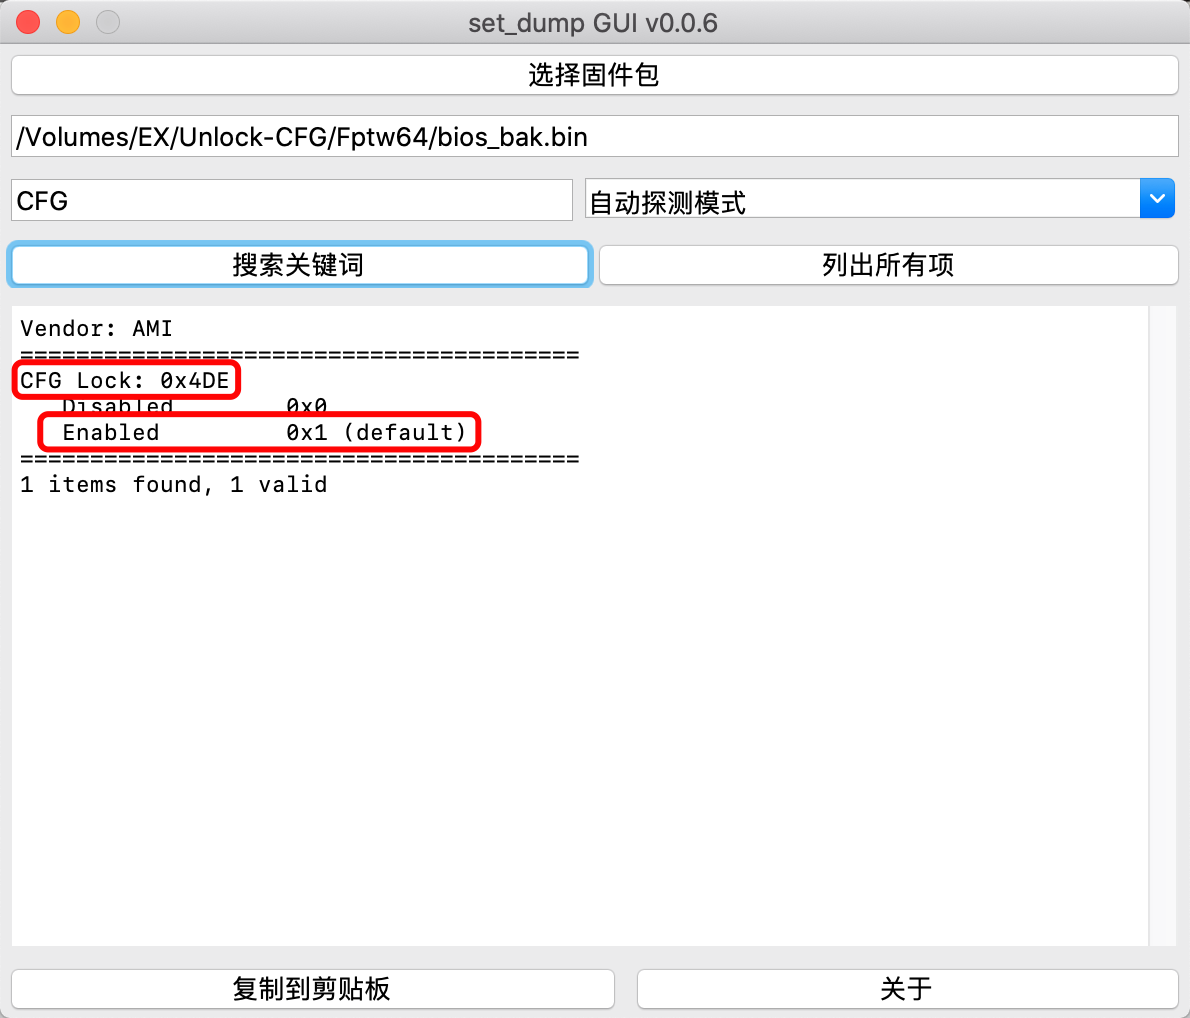 set_dump GUI v0.0.6
选择固件包
/Volumes/EX/Unlock-CFG/Fptw64/bios_bak.bin
CFG 自动探测模式
搜索关键词 列出所有项
Vendor: AMI
========================================
CFG Lock: 0x4DE
Disabled 0x0
Enabled 0x1 (default)
========================================
1 items found, 1 valid
复制到剪贴板 关于